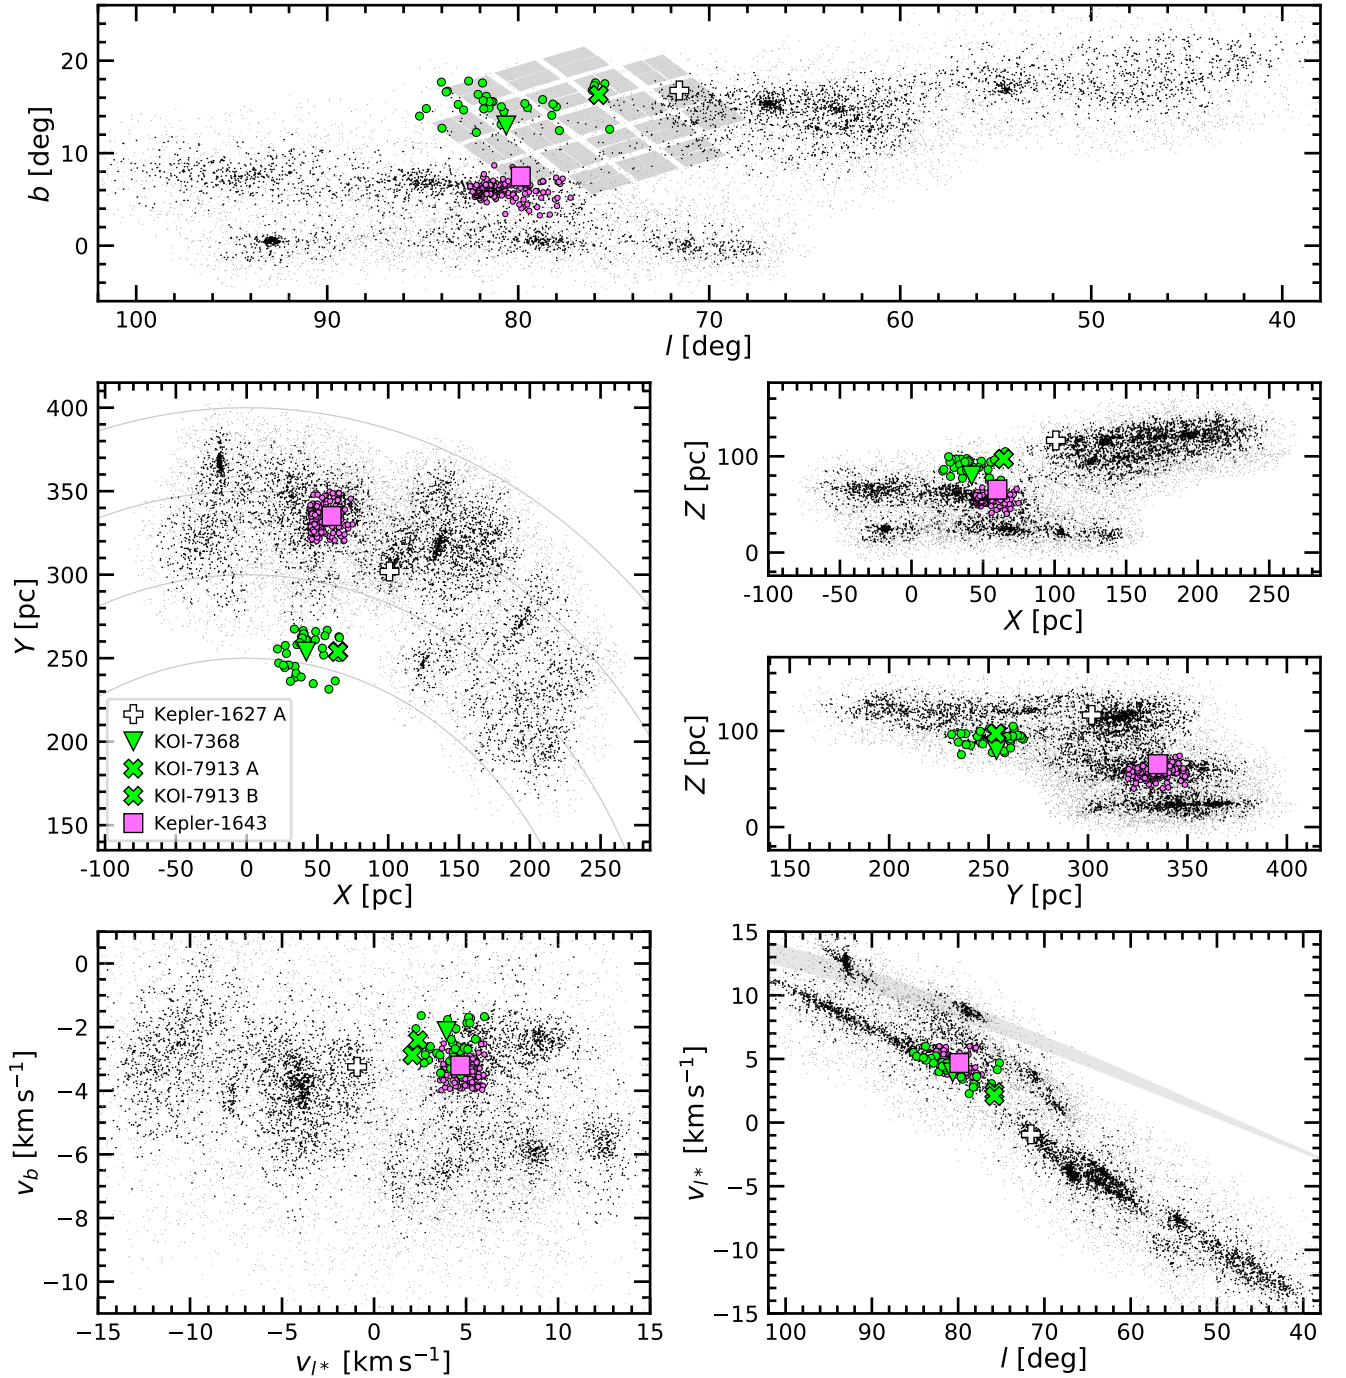 20
10
0
b [deg]
100 90 80 70 60 50 40
l [deg]
400
350
300
250
200
150
Y [pc]
Kepler-1627 A
KOI-7368
KOI-7913 A
KOI-7913 B
Kepler-1643
-100 -50 0 50 100 150 200 250
X [pc]
100
0
Z [pc]
-100 -50 0 50 100 150 200 250
X [pc]
100
0
Z [pc]
150 200 250 300 350 400
Y [pc]
0
−2
−4
−6
−8
−10
v_b [km s⁻¹]
−15 −10 −5 0 5 10 15
v_l* [km s⁻¹]
15
10
5
0
−5
−10
−15
v_l* [km s⁻¹]
100 90 80 70 60 50 40
l [deg]